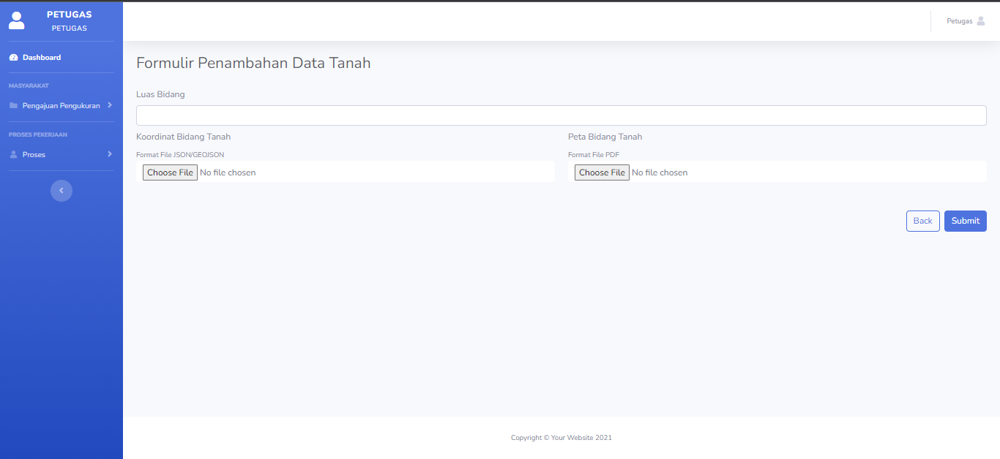 PETUGAS
PETUGAS
Dashboard
MASYARAKAT
Pengajuan Pengukuran
PROSES PEKERJAAN
Proses
Petugas
Formulir Penambahan Data Tanah
Luas Bidang
Koordinat Bidang Tanah
Format File JSON/GEOJSON
Choose File No file chosen
Peta Bidang Tanah
Format File PDF
Choose File No file chosen
Back
Submit
Copyright © Your Website 2021